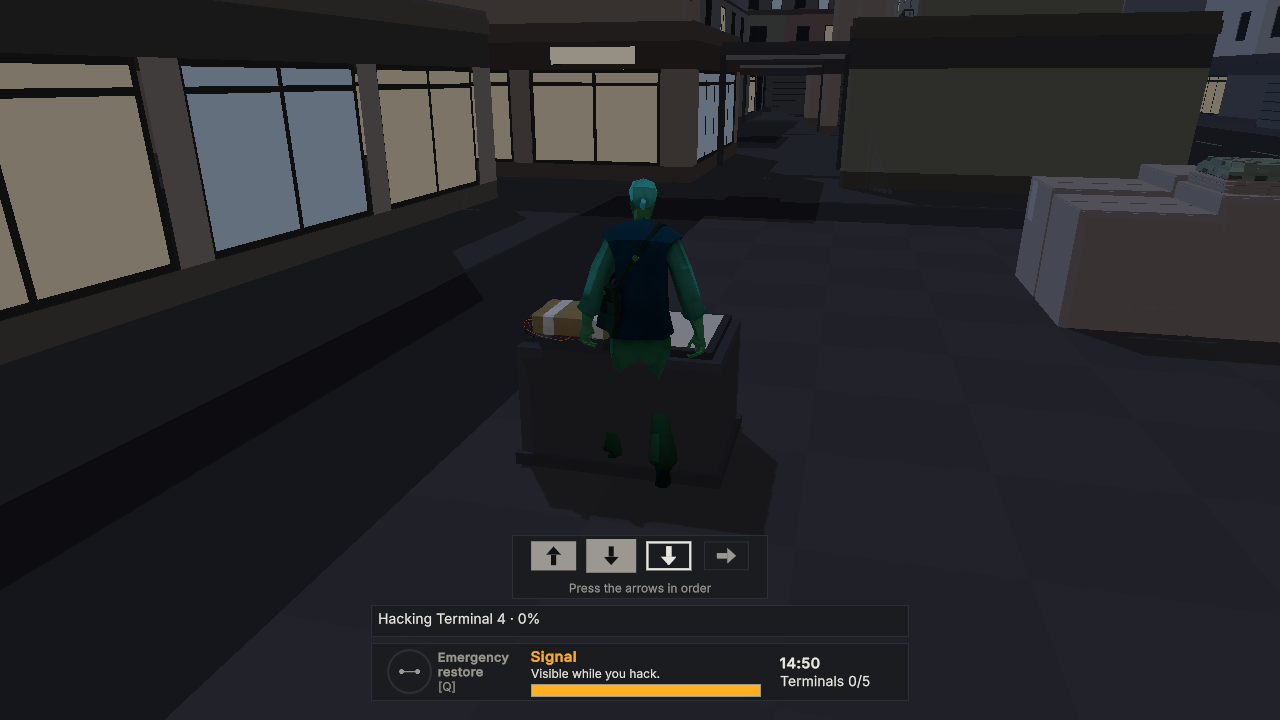 Press the arrows in order
Hacking Terminal 4 · 0%
Emergency
restore
[Q]
Signal
Visible while you hack.
14:50
Terminals 0/5